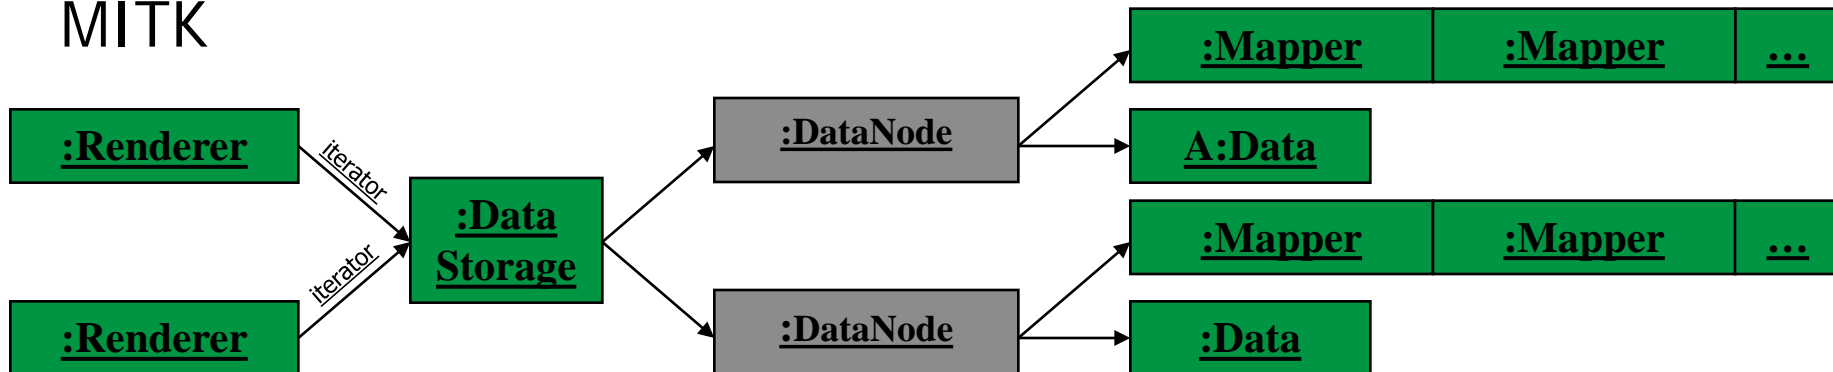 MITK
:Mapper :Mapper ...
:Renderer
iterator
:DataNode
A:Data
:Data
Storage
:Mapper :Mapper ...
iterator
:Renderer
:DataNode
:Data